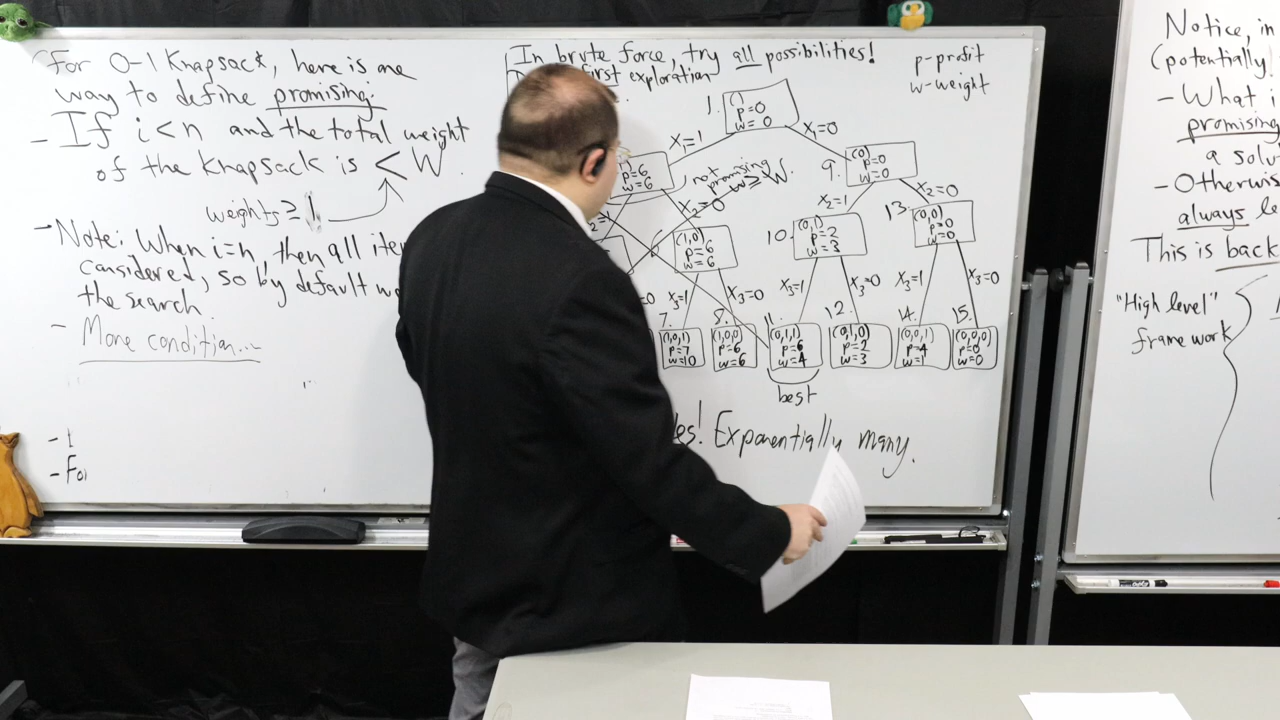 For 0-1 Knapsack, here is one
way to define promising:
- If i<n and the total weight
of the knapsack is < W.
weights ≥ 1
→ Note: When i=n, then all
considered, so by default
the search.
- More condition...
- I
- Fo
In brute force, try all possibilities!
first exploration
p-profit
w-weight
1.
()
p=0
w=0
X₁=1
X₁=0
p=6
w=6
not
promising
w≤W.
9.
(0)
p=0
w=0
X₂=0
X₂=1
X₂=0
(1,0)
p=6
w=6
10.
(0,1)
p=2
w=3
13.
(0,0)
p=0
w=0
X₃=1
X₃=0
X₃=1
X₃=0
X₃=1
X₃=0
7.
(1,0,1)
p=?
w=10
8.
(1,0,0)
p=6
w=6
11.
(0,1,1)
p=6
w=4
12.
(0,1,0)
p=2
w=3
14.
(0,0,1)
p=4
w=1
15.
(0,0,0)
p=0
w=0
best
es! Exponentially many.
Notice, in
(potentially!
- What i
promising
a solu
- Otherwis
always
This is back
"High level"
framework